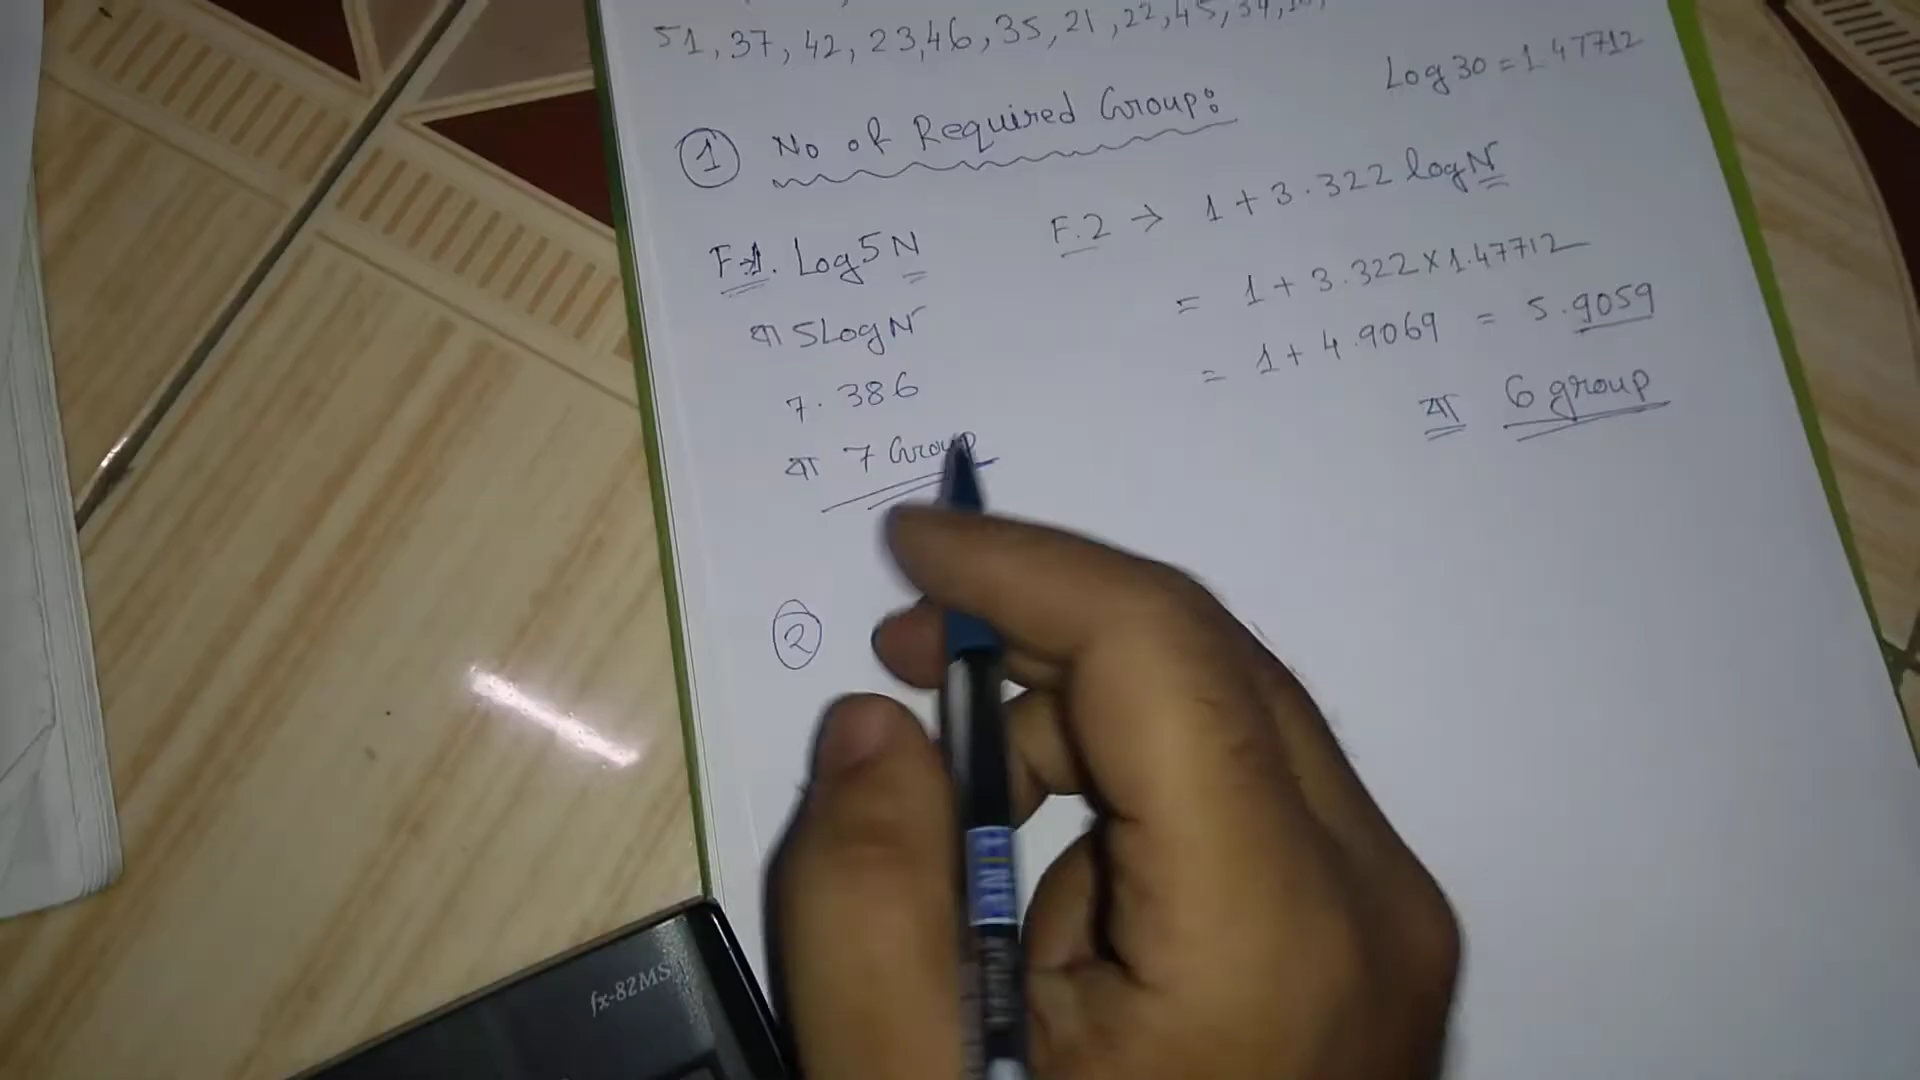 51, 37, 42, 23, 46, 35, 21, 22, 45, 34,
Log 30 = 1.47712
① No of Required Group:
F.1. Log 5 N
বা 5 Log N
7.386
বা 7 Group
F.2 → 1 + 3.322 log N
= 1 + 3.322 x 1.47712
= 1 + 4.9069 = 5.9059
বা 6 group
②
LINC
fx-82MS